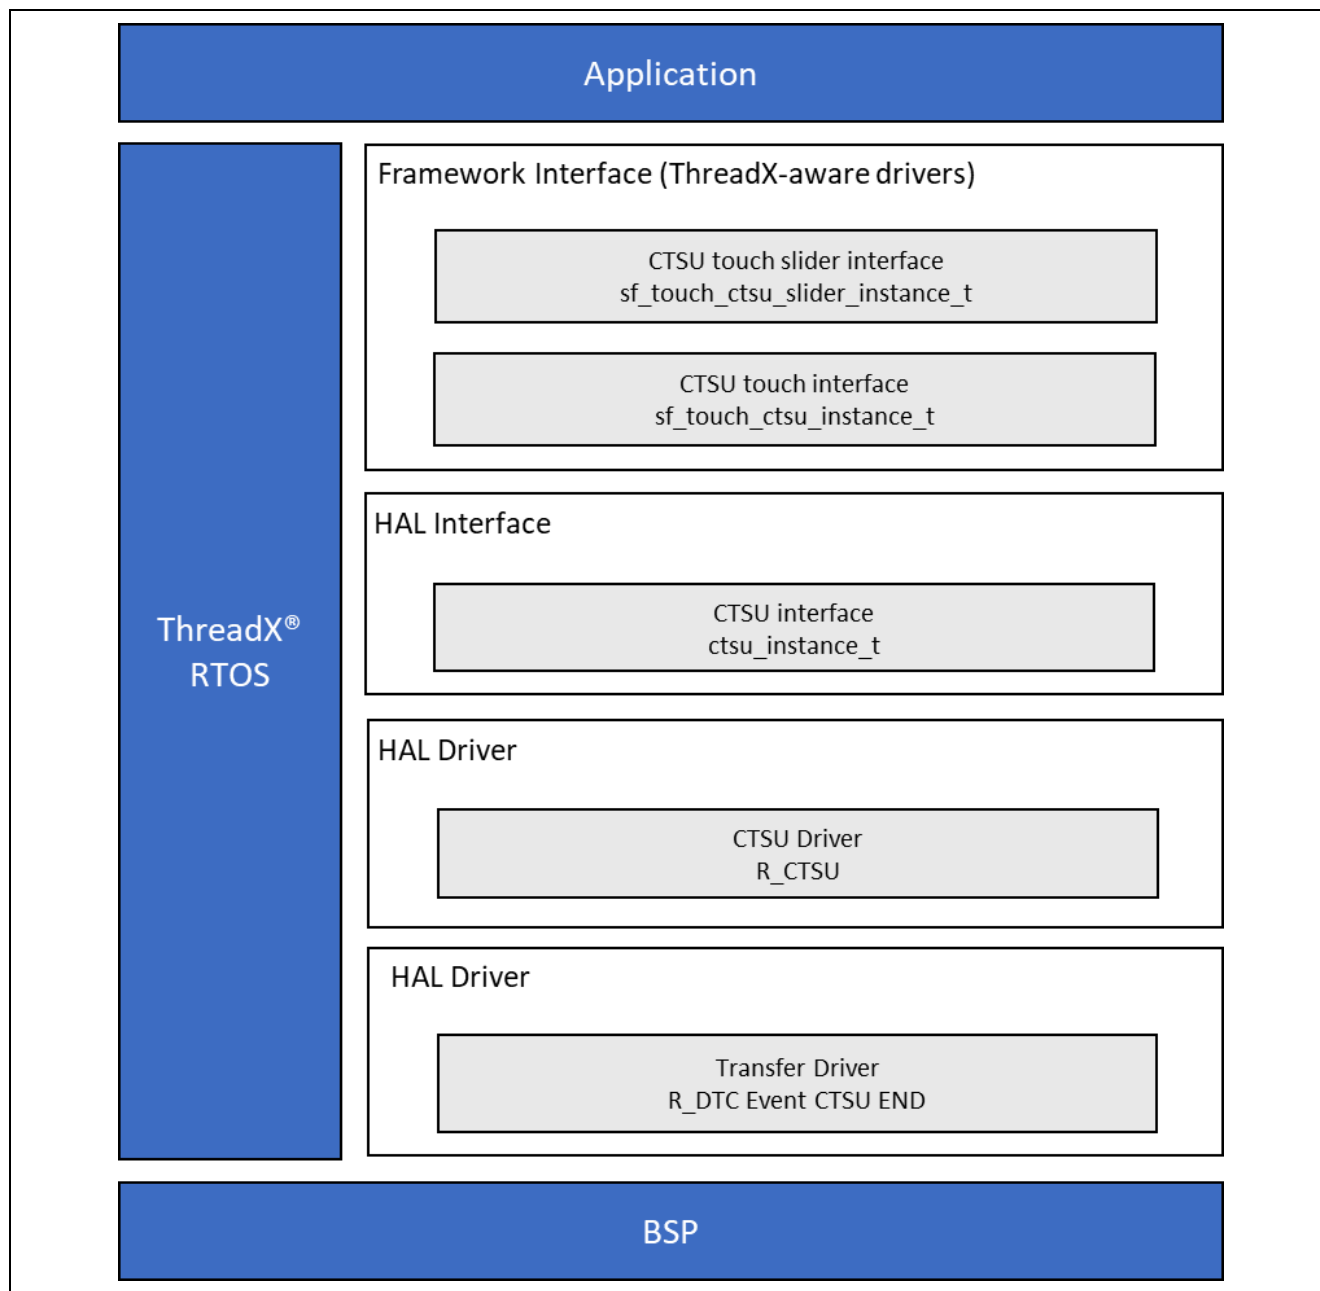 Application
Framework Interface (ThreadX-aware drivers)
CTSU touch slider interface
sf_touch_ctsu_slider_instance_t
CTSU touch interface
sf_touch_ctsu_instance_t
HAL Interface
CTSU interface
ctsu_instance_t
ThreadX®
RTOS
HAL Driver
CTSU Driver
R_CTSU
HAL Driver
Transfer Driver
R_DTC Event CTSU END
BSP